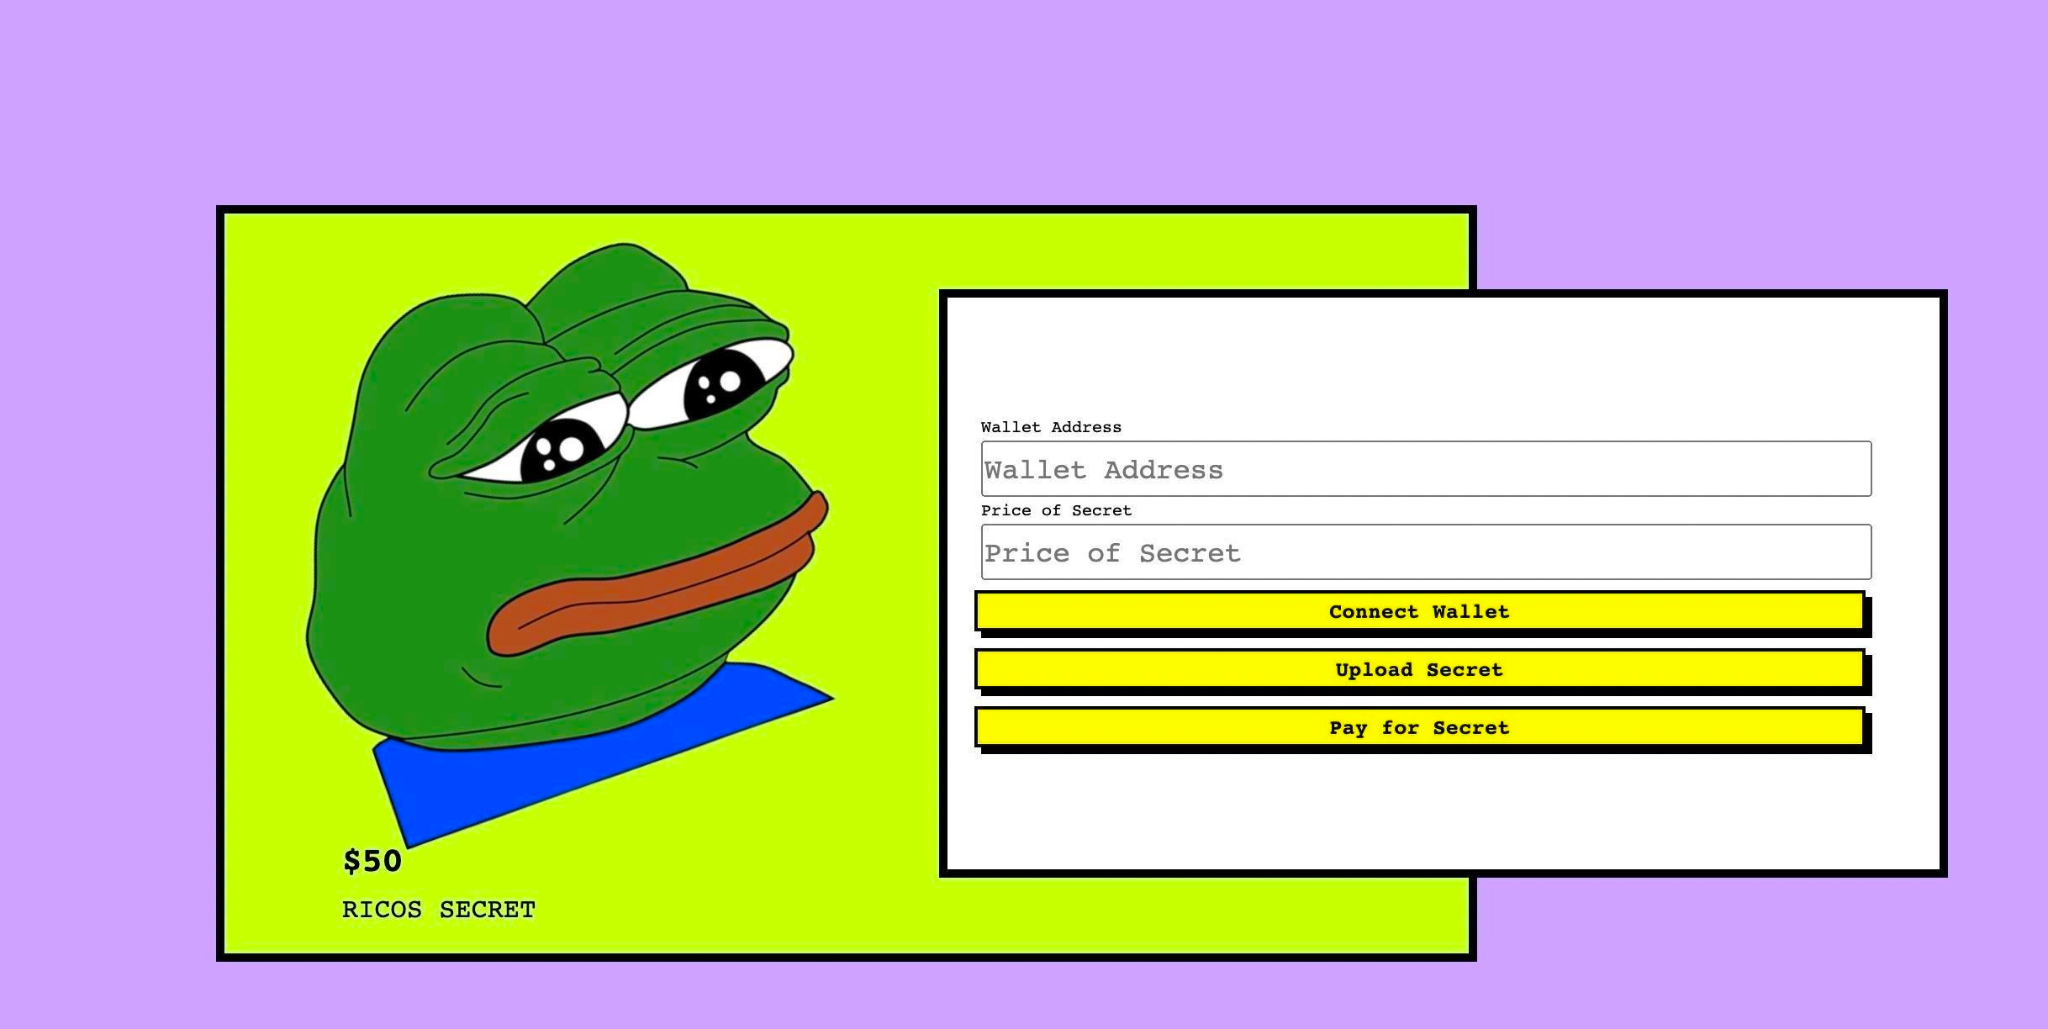 $50
RICOS SECRET
Wallet Address
Wallet Address
Price of Secret
Price of Secret
Connect Wallet
Upload Secret
Pay for Secret